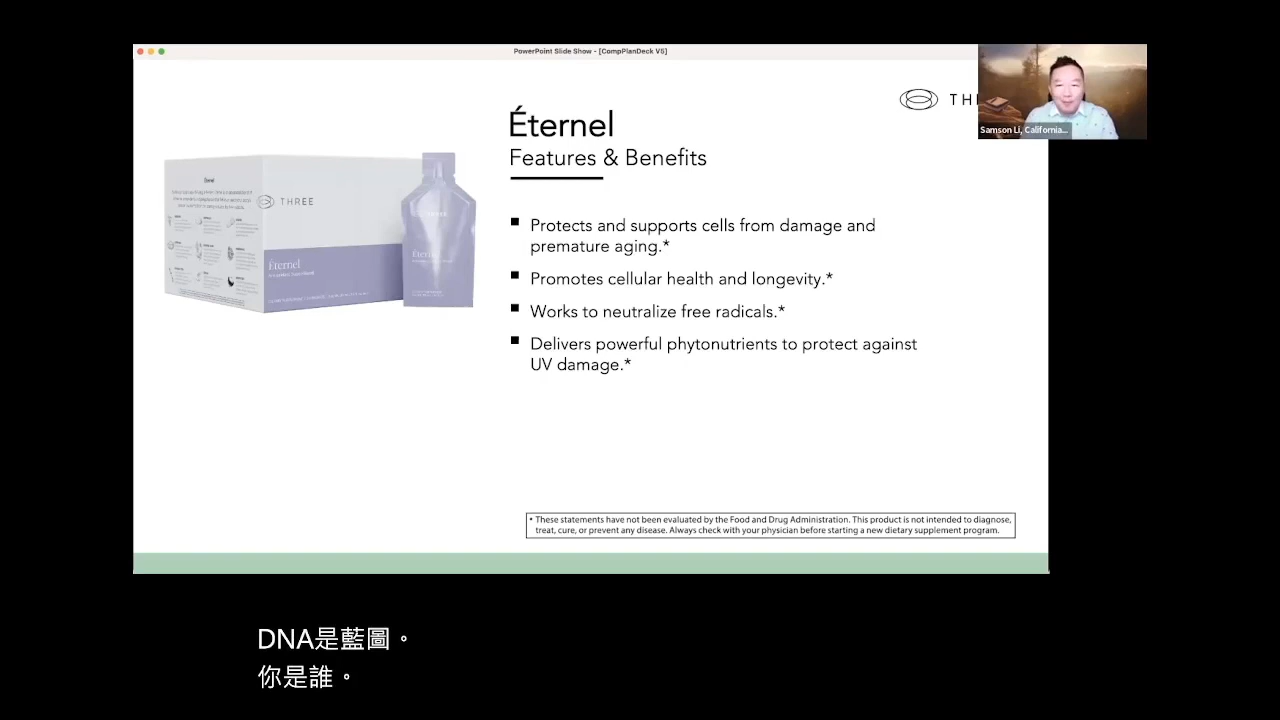 PowerPoint Slide Show - [CompPlanDeck V5]
TH
Samson Li, California...
Éternel
Features & Benefits
THREE
Éternel
▪ Protects and supports cells from damage and
premature aging.*
▪ Promotes cellular health and longevity.*
▪ Works to neutralize free radicals.*
▪ Delivers powerful phytonutrients to protect against
UV damage.*
* These statements have not been evaluated by the Food and Drug Administration. This product is not intended to diagnose,
treat, cure, or prevent any disease. Always check with your physician before starting a new dietary supplement program.
DNA是藍圖。
你是誰。